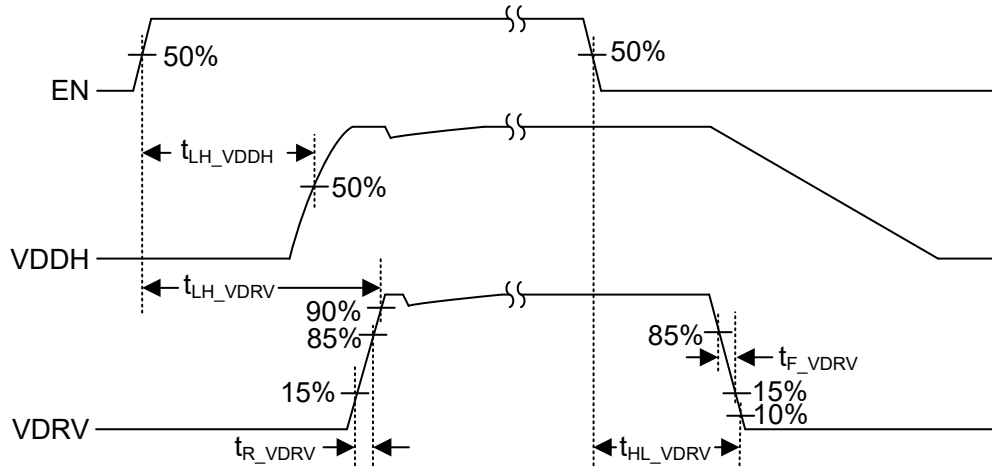 50%
50%
EN
tLH_VDDH
50%
VDDH
tLH_VDRV
90%
85%
85%
tF_VDRV
15%
15%
10%
VDRV
tR_VDRV
tHL_VDRV